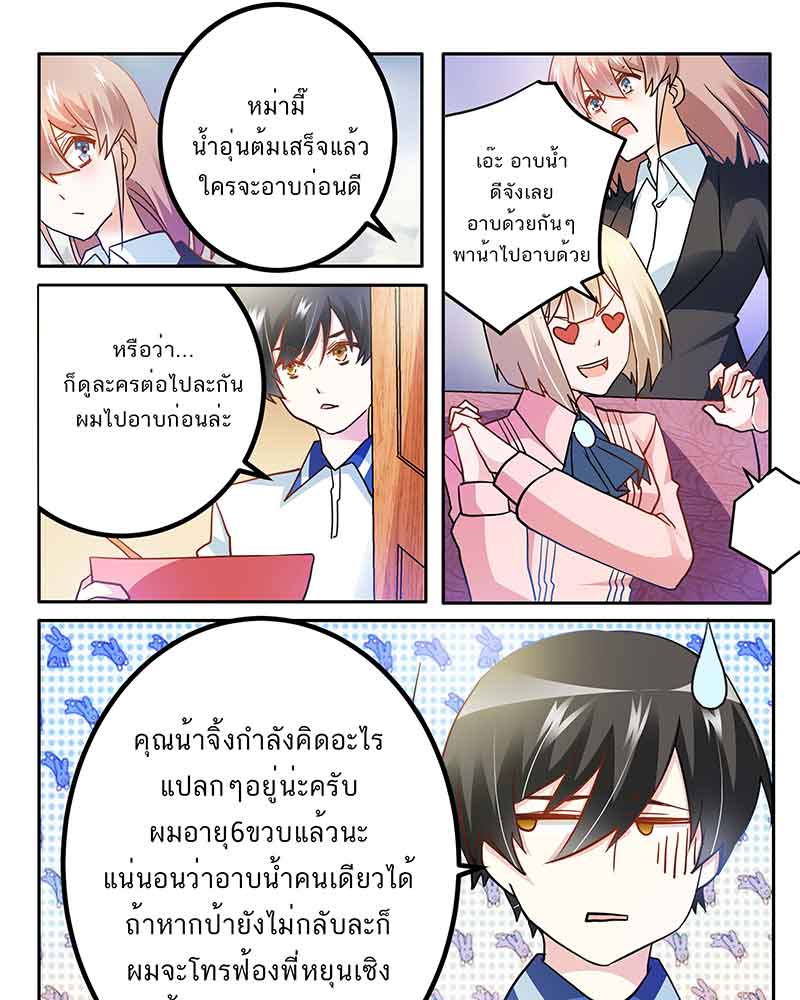 หม่ามี๊
น้ำอุ่นต้มเสร็จแล้ว
ใครจะอาบก่อนดี
เอ๊ะ อาบน้ำ
ดีจังเลย
อาบด้วยกันๆ
พาน้าไปอาบด้วย
หรือว่า...
ก็ดูละครต่อไปละกัน
ผมไปอาบก่อนล่ะ
คุณน้าจิ้งกำลังคิดอะไร
แปลกๆอยู่น่ะครับ
ผมอายุ6ขวบแล้วนะ
แน่นอนว่าอาบน้ำคนเดียวได้
ถ้าหากป้ายังไม่กลับละก็
ผมจะโทรฟ้องพี่หยุนเซิง